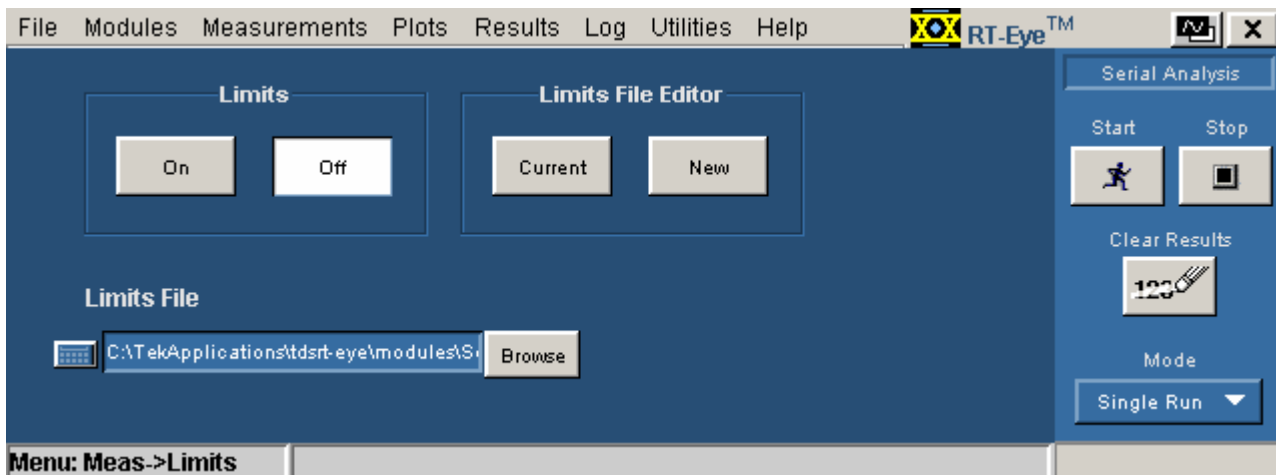 File Modules Measurements Plots Results Log Utilities Help RT-Eye™
Limits
On Off
Limits File Editor
Current New
Limits File
C:\TekApplications\tdsrt-eye\modules\S
Browse
Serial Analysis
Start Stop
Clear Results
123
Mode
Single Run
Menu: Meas->Limits